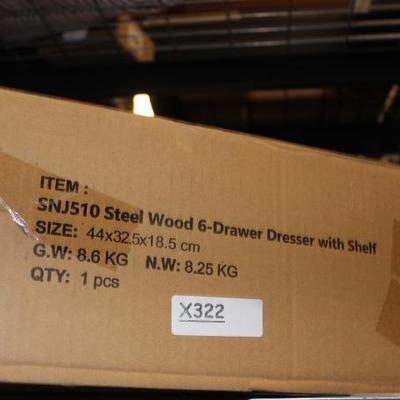 ITEM :
SNJ510 Steel Wood 6-Drawer Dresser with Shelf
SIZE: 44x32.5x18.5 cm
G.W: 8.6 KG N.W: 8.25 KG
QTY: 1 pcs
X322